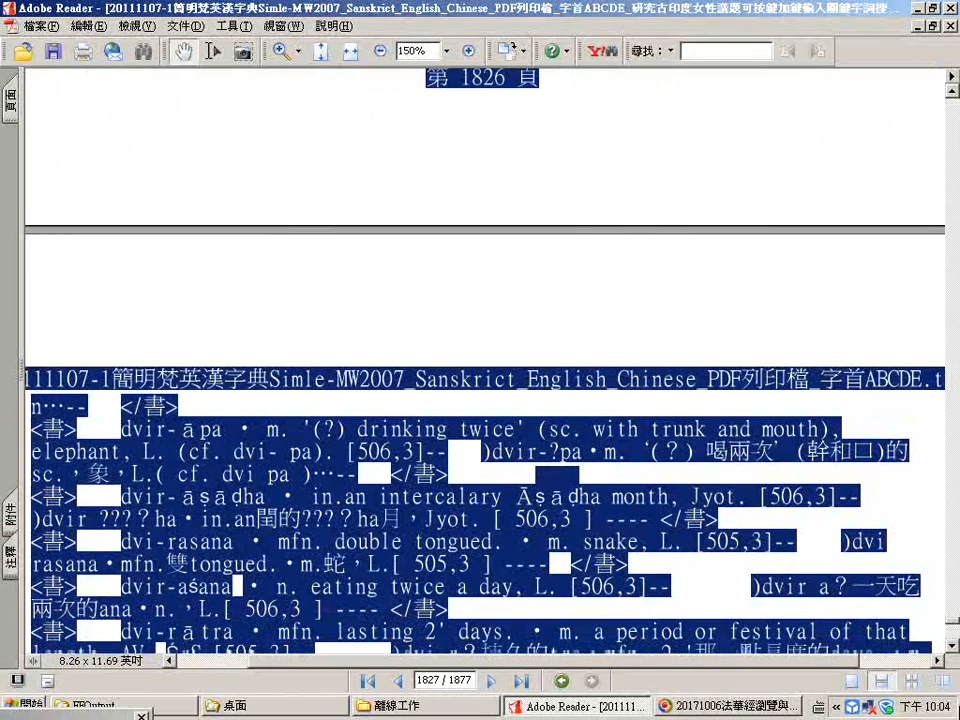 Adobe Reader - [20111107-1簡明梵英漢字典Simle-MW2007_Sanskrict_English_Chinese_PDF列印檔_字首ABCDE_研究古印度女性議題可按鍵加鍵輸入關鍵字詞搜...
檔案(F) 編輯(E) 檢視(V) 文件(D) 工具(T) 視窗(W) 說明(H)
150% 尋找：
頁面
第 1826 頁
111107-1簡明梵英漢字典Simle-MW2007_Sanskrict_English_Chinese_PDF列印檔_字首ABCDE.t
n…-- </書>
<書> dvir-āpa • m. '(?) drinking twice' (sc. with trunk and mouth),
elephant, L. (cf. dvi- pa). [506,3]-- )dvir-?pa•m.‘(？) 喝兩次’(幹和口)的
sc.，象，L.( cf. dvi pa )…-- </書>
<書> dvir-āṣāḍha • in.an intercalary Āṣāḍha month, Jyot. [506,3]--
)dvir ???？ha•in.an閏的???？ha月，Jyot. [ 506,3 ] ---- </書>
<書> dvi-rasana • mfn. double tongued. • m. snake, L. [505,3]-- )dvi
rasana•mfn.雙tongued.•m.蛇，L.[ 505,3 ] ---- </書>
<書> dvir-aśana • n. eating twice a day, L. [506,3]-- )dvir a？一天吃
兩次的ana•n.，L.[ 506,3 ] ---- </書>
<書> dvi-rātra • mfn. lasting 2' days. • m. a period or festival of that
附件
注釋
8.26 x 11.69 英吋
1827 / 1877
開始 FEOutput 桌面 離線工作 Adobe Reader - [201111... 20171006法華經瀏覽與... 下午 10:04